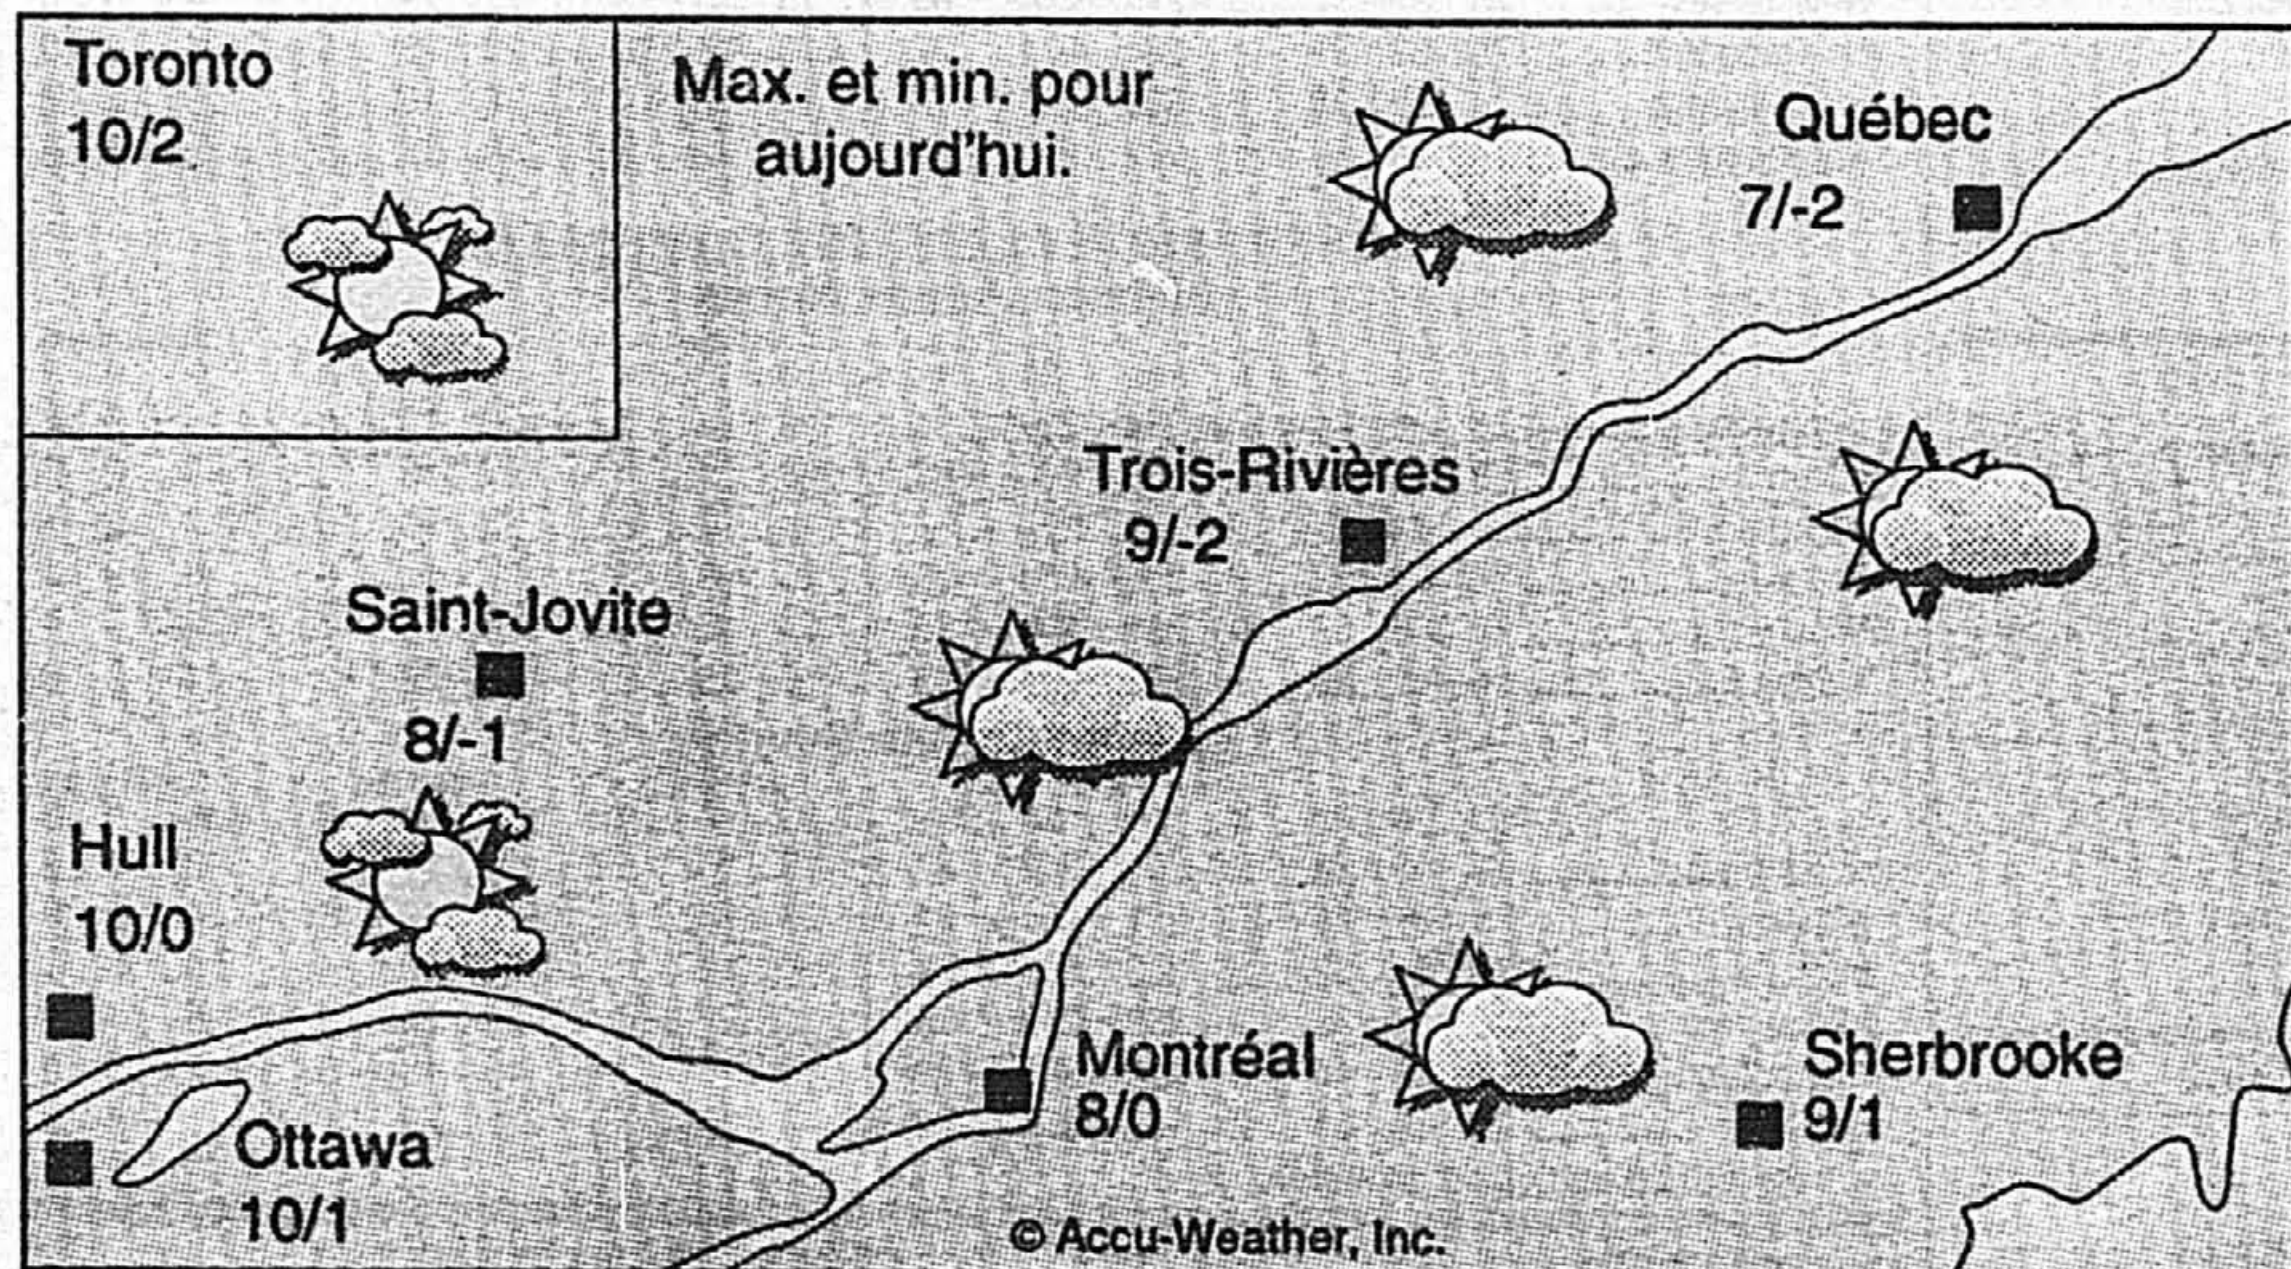 Toronto
10/2
Max. et min. pour
aujourd'hui.
Québec
7/-2
Trois-Rivières
9/-2
Saint-Jovite
8/-1
Hull
10/0
Montréal
8/0
Sherbrooke
9/1
Ottawa
10/1
© Accu-Weather, Inc.